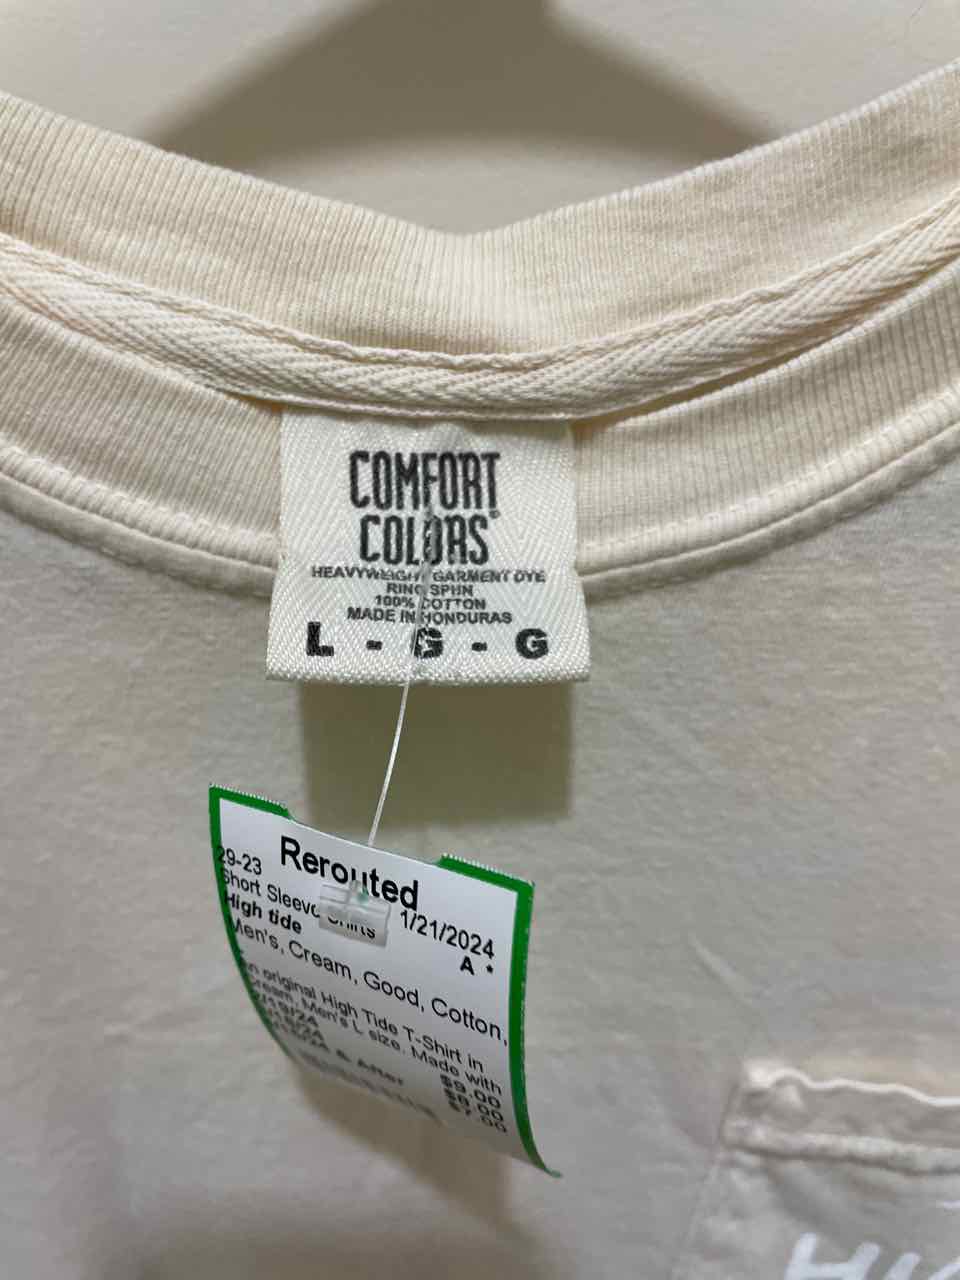 COMFORT
COLORS®
HEAVYWEIGHT GARMENT DYE
RING SPUN
100% COTTON
MADE IN HONDURAS
L - G - G
Rerouted
29-23
Short Sleeve Shirts 1/21/2024
High tide A *
Men's, Cream, Good, Cotton,
original High Tide T-Shirt in
Cream, Men's L size. Made with
$9.00
$8.00
& After $7.00
HI